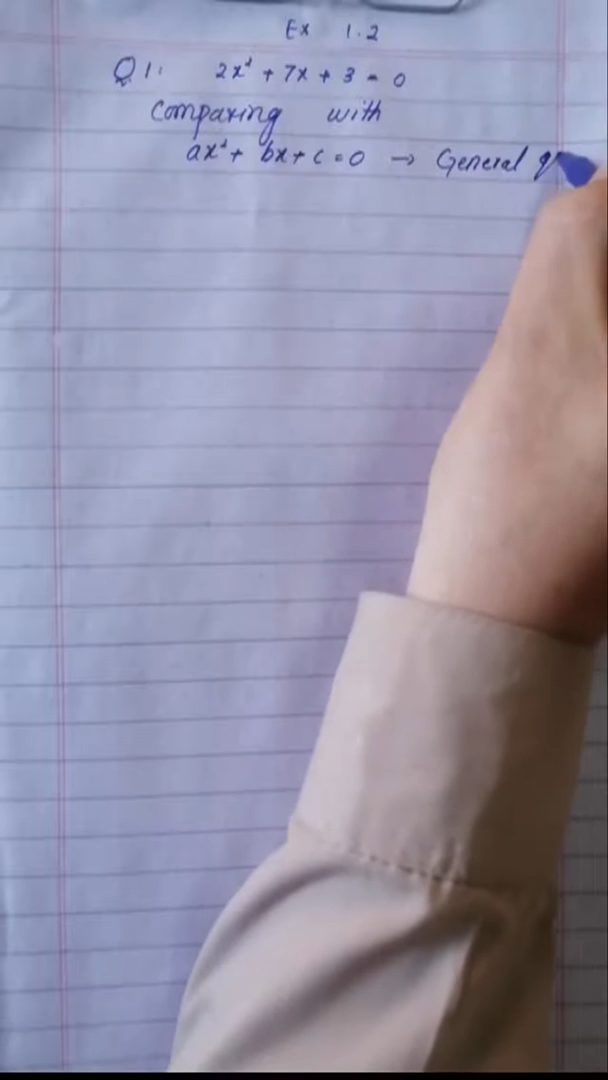 Ex 1.2
Q1. 2x² + 7x + 3 = 0
Comparing with
ax² + bx + c = 0 → General